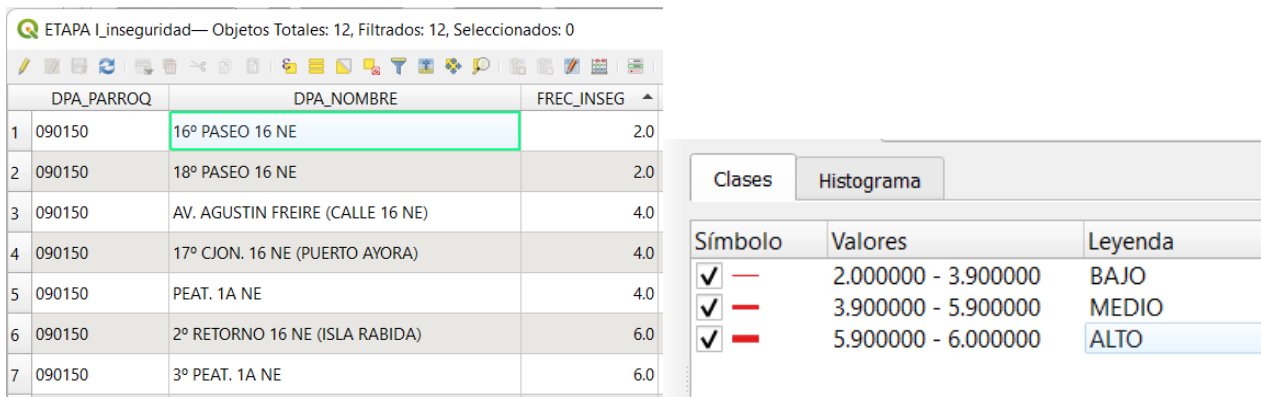 ETAPA I_inseguridad— Objetos Totales: 12, Filtrados: 12, Seleccionados: 0
DPA_PARROQ DPA_NOMBRE FREC_INSEG
1 090150 16º PASEO 16 NE 2.0
2 090150 18º PASEO 16 NE 2.0
3 090150 AV. AGUSTIN FREIRE (CALLE 16 NE) 4.0
4 090150 17º CJON. 16 NE (PUERTO AYORA) 4.0
5 090150 PEAT. 1A NE 4.0
6 090150 2º RETORNO 16 NE (ISLA RABIDA) 6.0
7 090150 3º PEAT. 1A NE 6.0
Clases Histograma
Símbolo Valores Leyenda
2.000000 - 3.900000 BAJO
3.900000 - 5.900000 MEDIO
5.900000 - 6.000000 ALTO